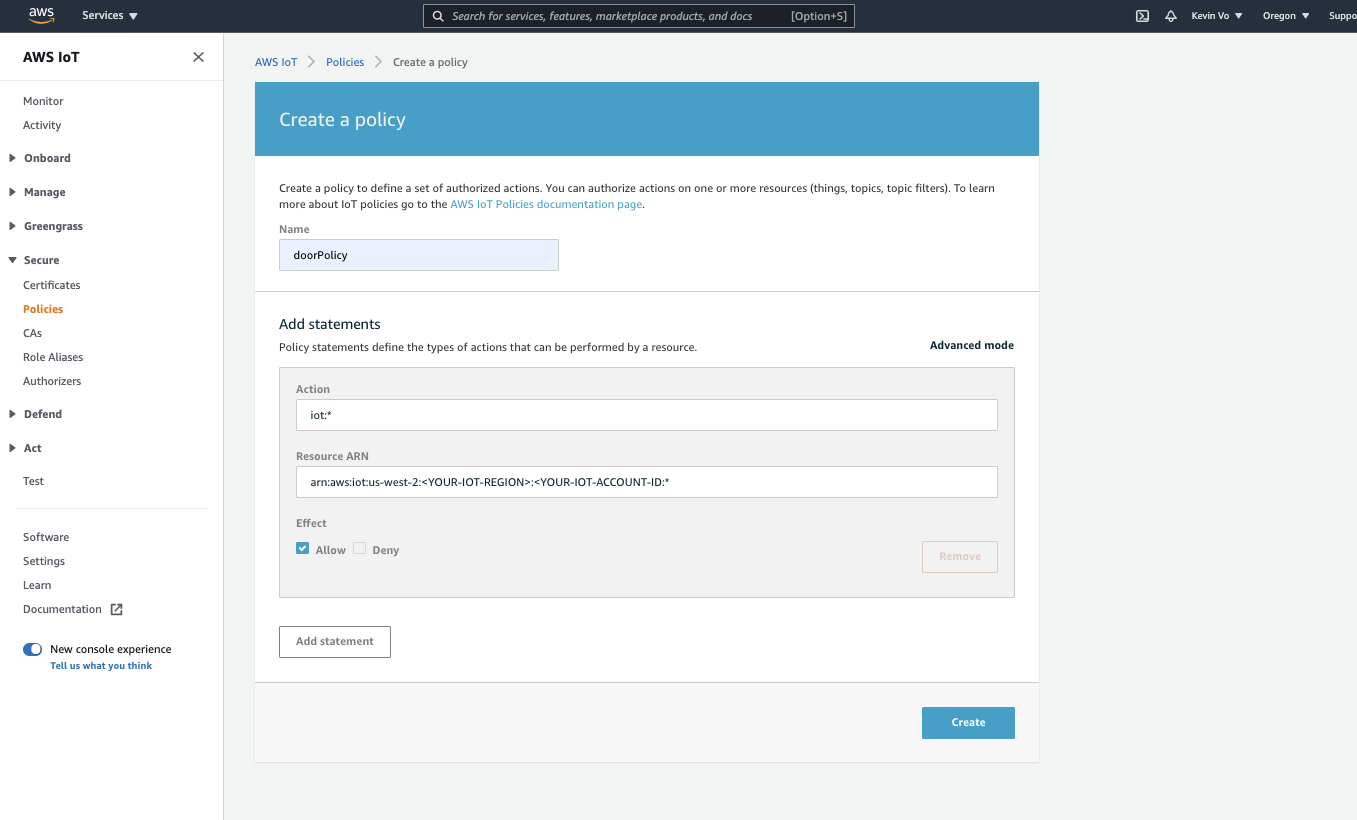 aws
Services
Search for services, features, marketplace products, and docs
[Option+S]
Kevin Vo
Oregon
Suppo
AWS IoT
Monitor
Activity
Onboard
Manage
Greengrass
Secure
Certificates
Policies
CAs
Role Aliases
Authorizers
Defend
Act
Test
Software
Settings
Learn
Documentation
New console experience
Tell us what you think
AWS IoT
Policies
Create a policy
Create a policy
Create a policy to define a set of authorized actions. You can authorize actions on one or more resources (things, topics, topic filters). To learn
more about IoT policies go to the AWS IoT Policies documentation page.
Name
doorPolicy
Add statements
Policy statements define the types of actions that can be performed by a resource.
Advanced mode
Action
iot:*
Resource ARN
arn:aws:iot:us-west-2:<YOUR-IOT-REGION>:<YOUR-IOT-ACCOUNT-ID:*
Effect
Allow
Deny
Remove
Add statement
Create